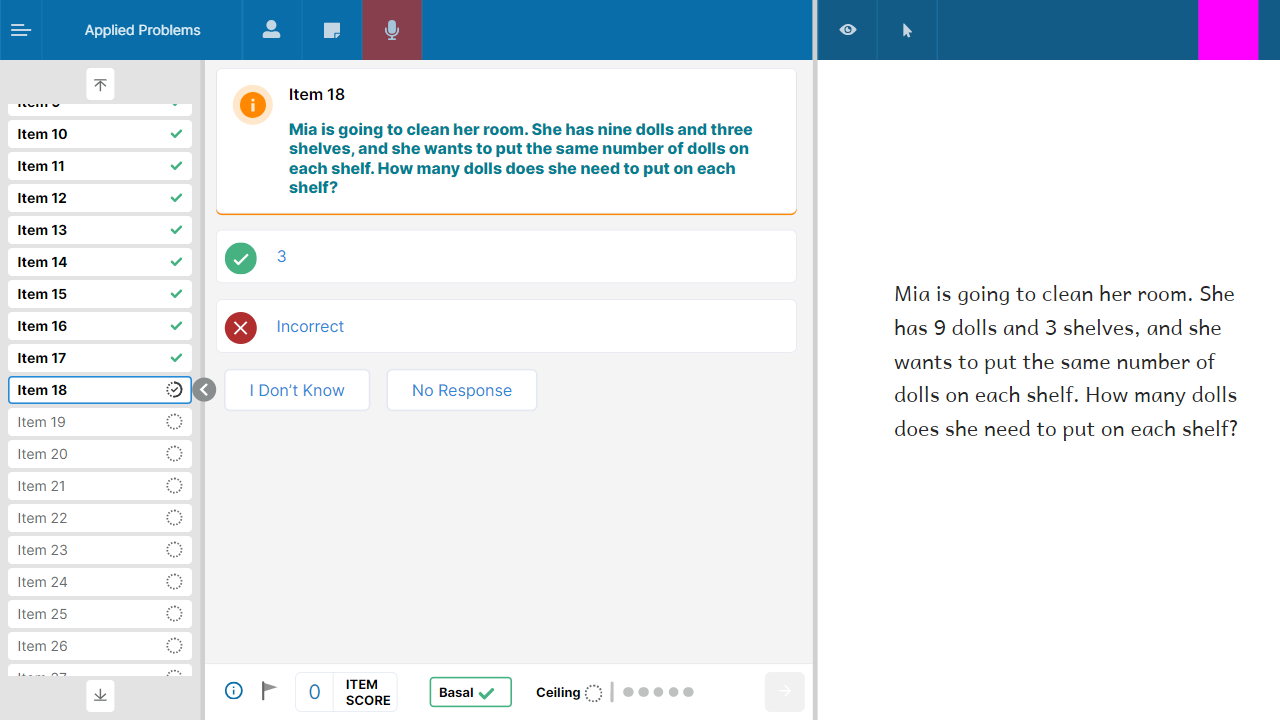 Applied Problems
Item 10
Item 11
Item 12
Item 13
Item 14
Item 15
Item 16
Item 17
Item 18
Item 19
Item 20
Item 21
Item 22
Item 23
Item 24
Item 25
Item 26
Item 18
Mia is going to clean her room. She has nine dolls and three
shelves, and she wants to put the same number of dolls on
each shelf. How many dolls does she need to put on each
shelf?
3
Incorrect
I Don’t Know
No Response
0
ITEM
SCORE
Basal
Ceiling
Mia is going to clean her room. She
has 9 dolls and 3 shelves, and she
wants to put the same number of
dolls on each shelf. How many dolls
does she need to put on each shelf?